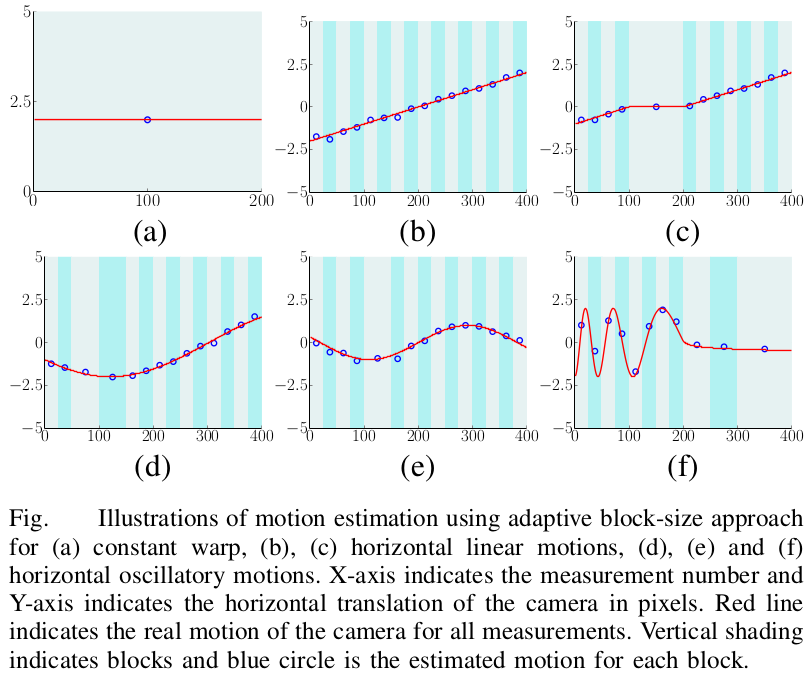 5
2.5
0
0 100 200
(a)
5
2.5
0
−2.5
−5
0 100 200 300 400
(b)
5
2.5
0
−2.5
−5
0 100 200 300 400
(c)
5
2.5
0
−2.5
−5
0 100 200 300 400
(d)
5
2.5
0
−2.5
−5
0 100 200 300 400
(e)
5
2.5
0
−2.5
−5
0 100 200 300 400
(f)
Fig. Illustrations of motion estimation using adaptive block-size approach
for (a) constant warp, (b), (c) horizontal linear motions, (d), (e) and (f)
horizontal oscillatory motions. X-axis indicates the measurement number and
Y-axis indicates the horizontal translation of the camera in pixels. Red line
indicates the real motion of the camera for all measurements. Vertical shading
indicates blocks and blue circle is the estimated motion for each block.